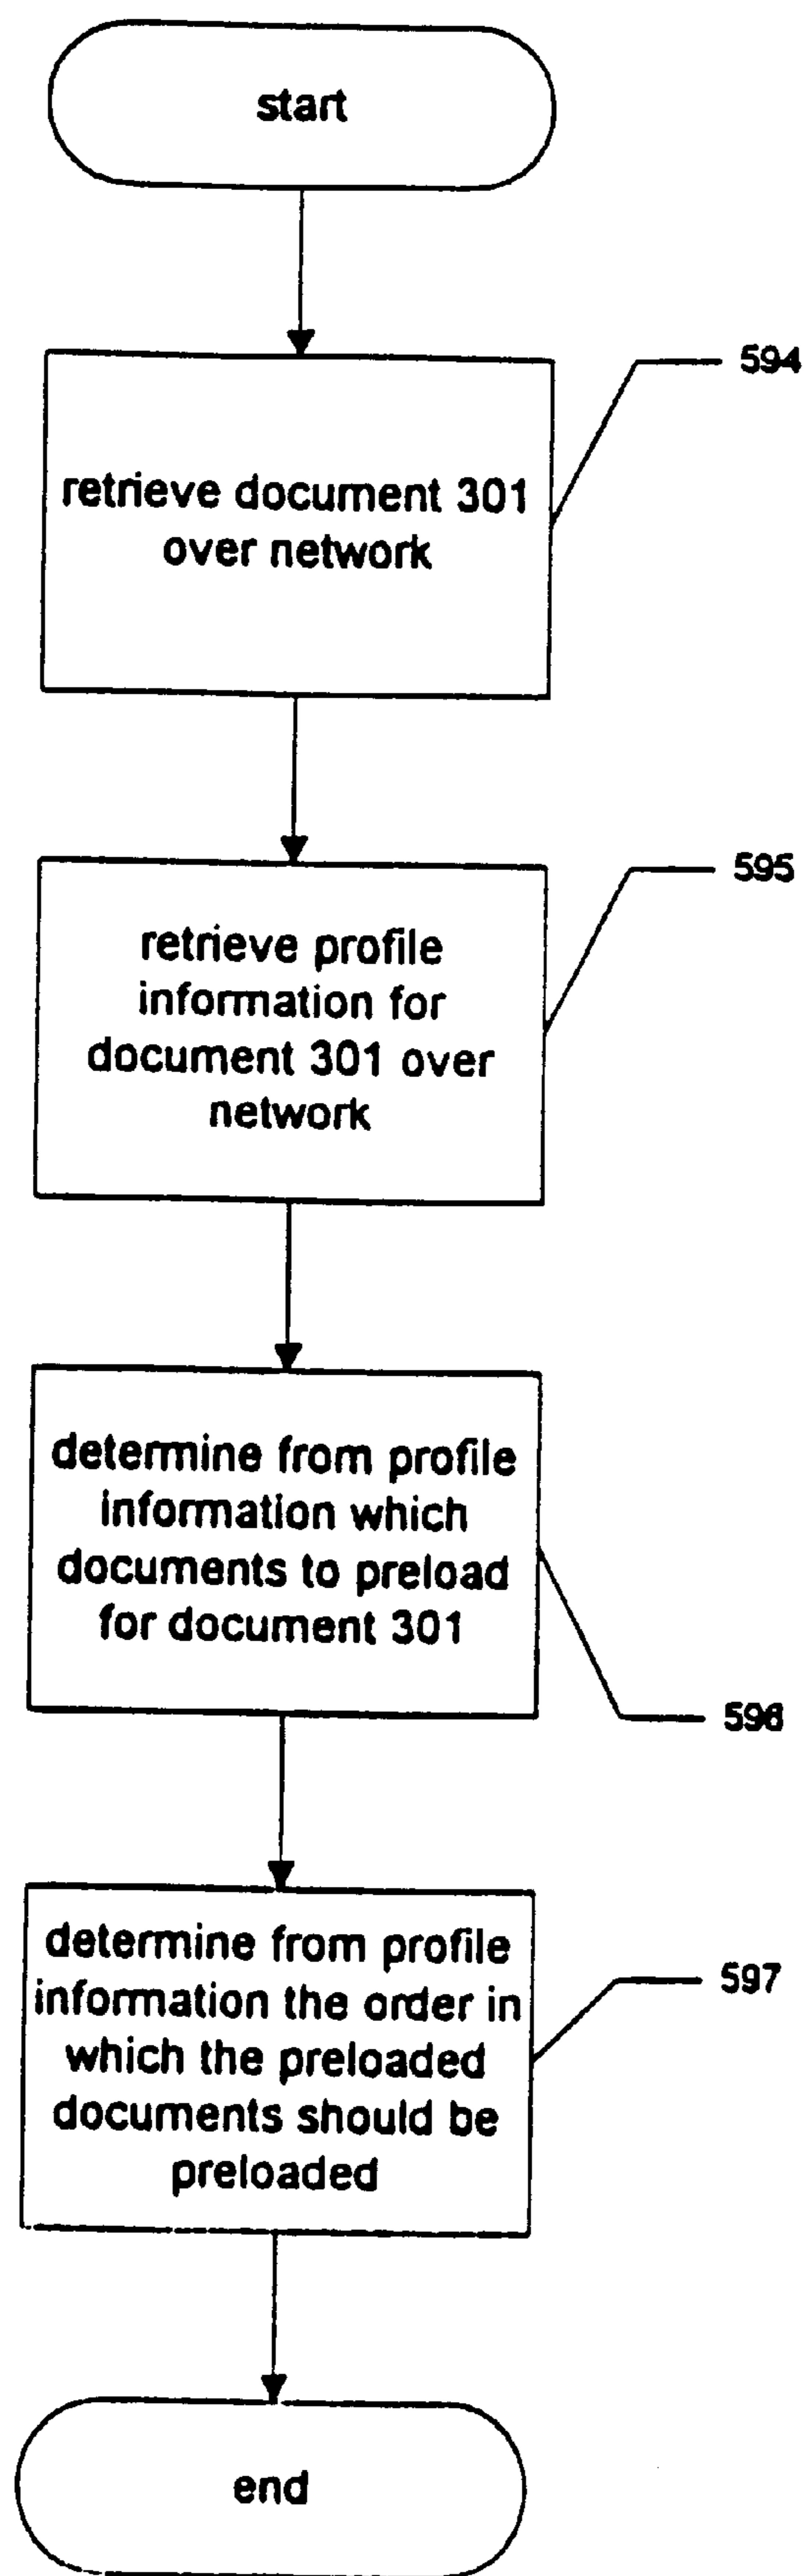 start
594
retrieve document 301
over network
595
retrieve profile
information for
document 301 over
network
determine from profile
information which
documents to preload
for document 301
596
determine from profile
information the order in
which the preloaded
documents should be
preloaded
597
end